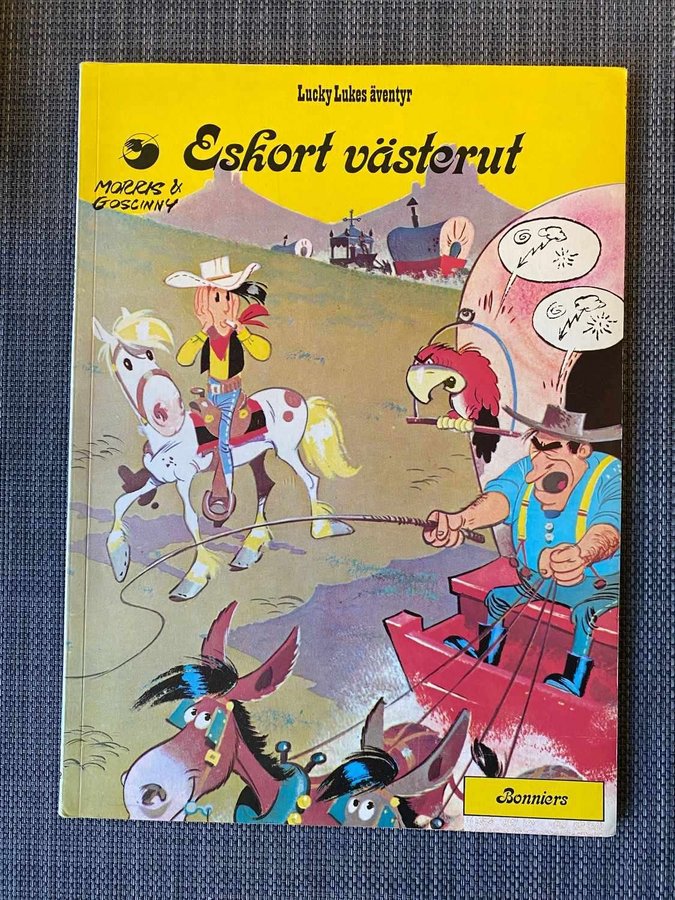 Lucky Lukes äventyr
Eskort västerut
MORRIS &
GOSCINNY
Bonniers